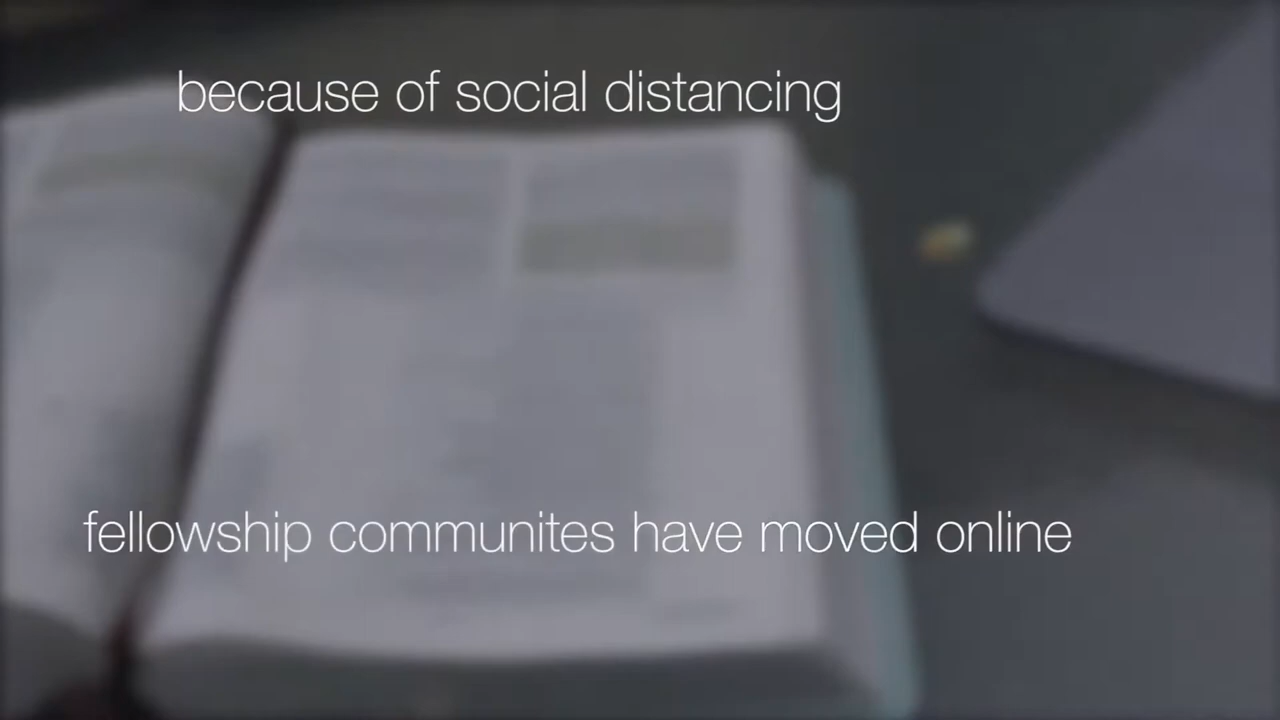 because of social distancing
fellowship communites have moved online